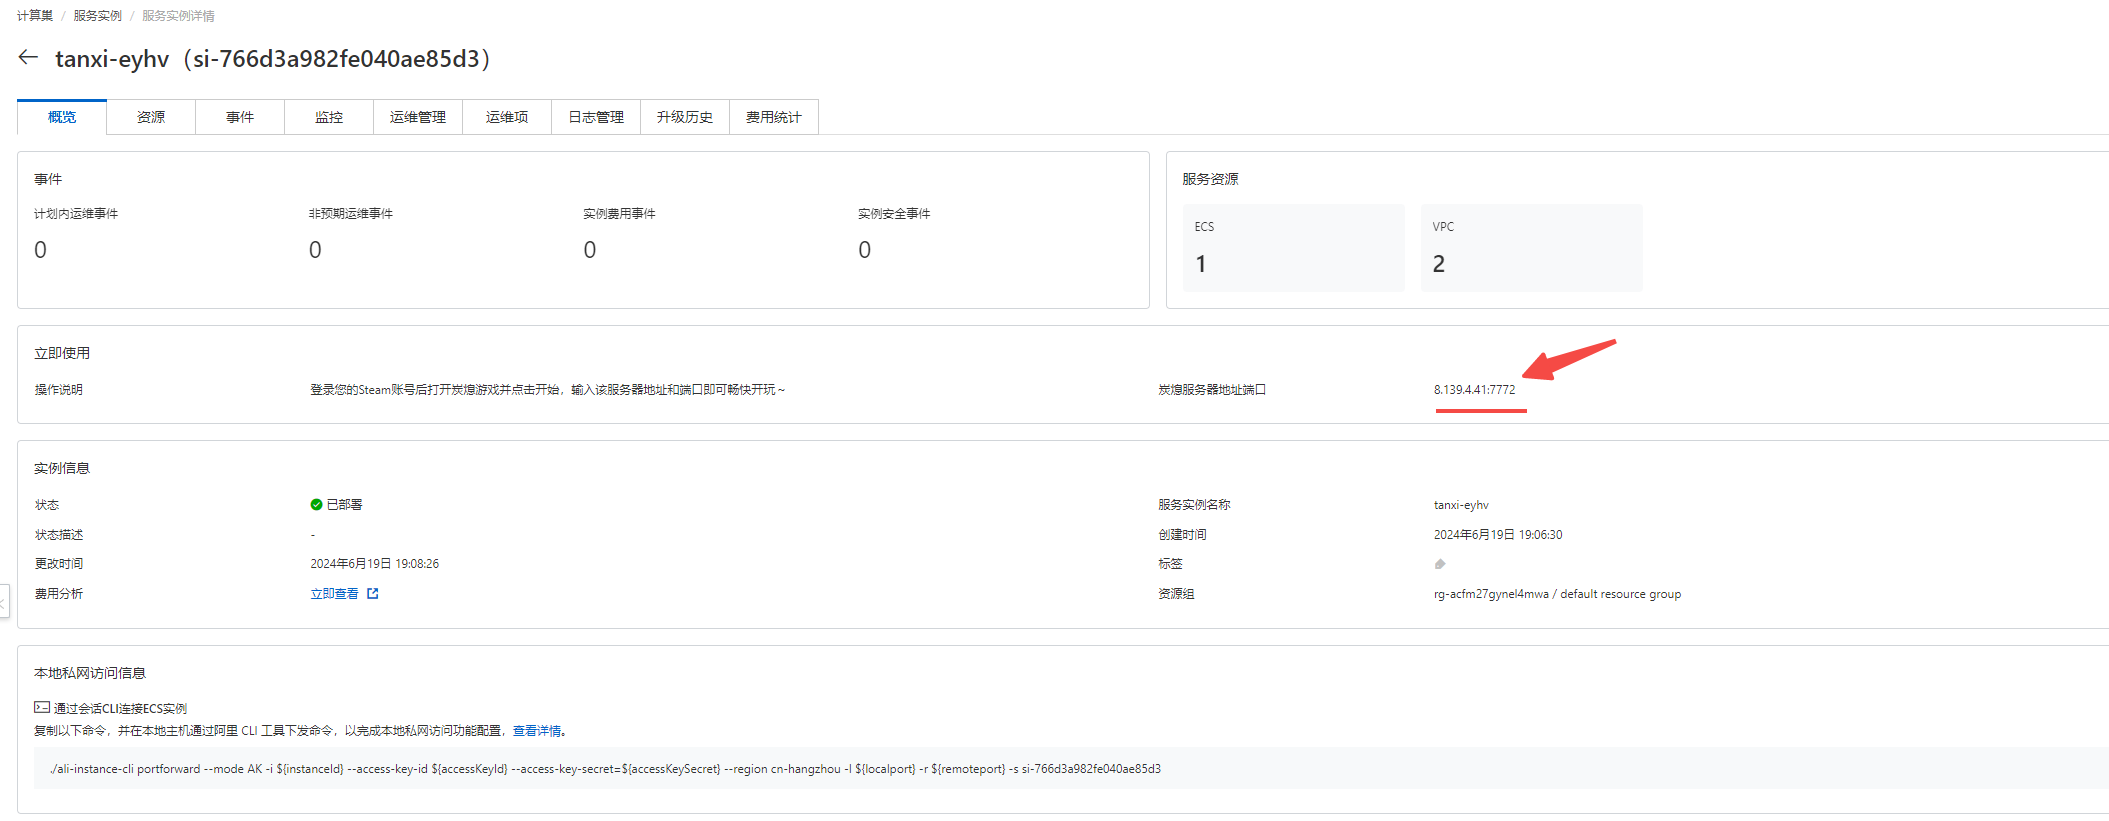 计算巢 / 服务实例 / 服务实例详情
← tanxi-eyhv（si-766d3a982fe040ae85d3）
概览 资源 事件 监控 运维管理 运维项 日志管理 升级历史 费用统计
事件
计划内运维事件 非预期运维事件 实例费用事件 实例安全事件
0 0 0 0
服务资源
ECS VPC
1 2
立即使用
操作说明 登录您的Steam账号后打开炭熄游戏并点击开始，输入该服务器地址和端口即可畅快开玩～ 炭熄服务器地址端口 8.139.4.41:7772
实例信息
状态 已部署 服务实例名称 tanxi-eyhv
状态描述 - 创建时间 2024年6月19日 19:06:30
更改时间 2024年6月19日 19:08:26 标签
费用分析 立即查看 资源组 rg-acfm27gynel4mwa / default resource group
本地私网访问信息
通过会话CLI连接ECS实例
复制以下命令，并在本地主机通过阿里 CLI 工具下发命令，以完成本地私网访问功能配置，查看详情。
./ali-instance-cli portforward --mode AK -i ${instanceId} --access-key-id ${accessKeyId} --access-key-secret=${accessKeySecret} --region cn-hangzhou -l ${localport} -r ${remoteport} -s si-766d3a982fe040ae85d3